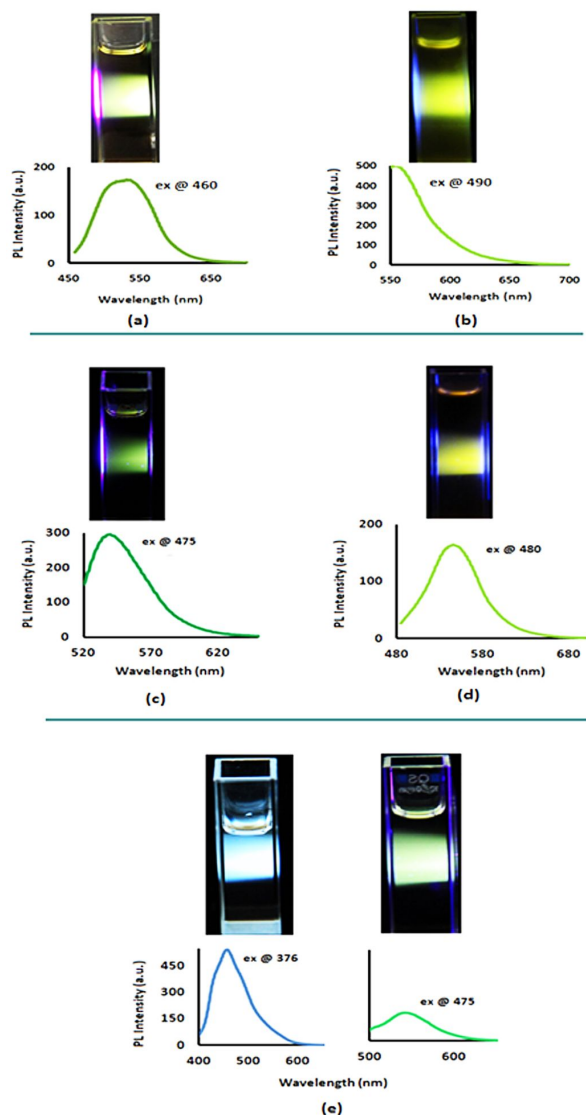 200
100
0
PL Intensity (a.u.)
ex @ 460
450 550 650
Wavelength (nm)
(a)
500
400
300
200
100
0
PL Intensity (a.u.)
ex @ 490
550 600 650 700
Wavelength (nm)
(b)
300
200
100
0
PL Intensity (a.u.)
ex @ 475
520 570 620
Wavelength (nm)
(c)
200
100
0
PL Intensity (a.u.)
ex @ 480
480 580 680
Wavelength (nm)
(d)
QS
450
300
150
0
PL Intensity (a.u.)
ex @ 376
400 500 600
ex @ 475
500 600
Wavelength (nm)
(e)